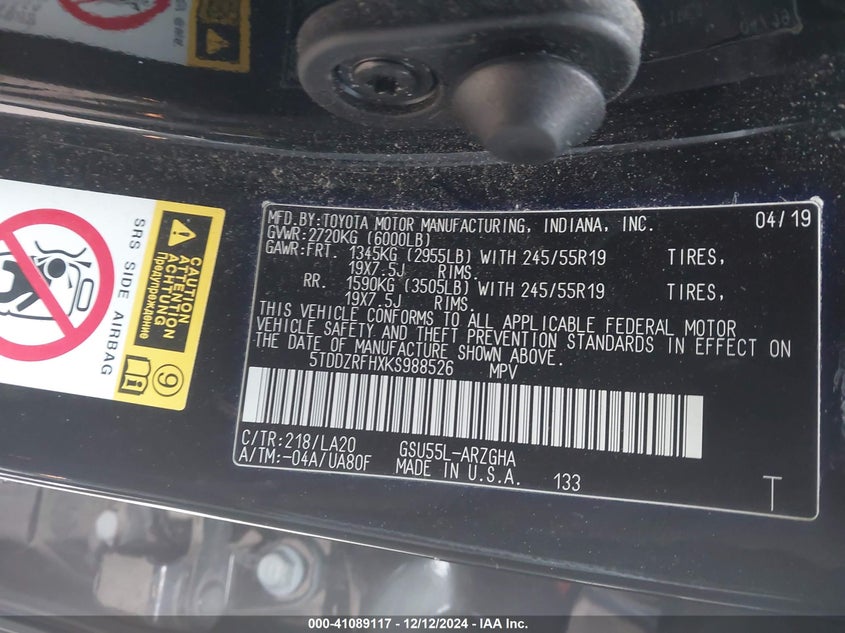 04/19
MFD.BY:TOYOTA MOTOR MANUFACTURING, INDIANA, INC. 04/19
GVWR:2720KG (6000LB)
GAWR:FRT. 1345KG (2955LB) WITH 245/55R19 TIRES,
19X7.5J RIMS.
RR. 1590KG (3505LB) WITH 245/55R19 TIRES,
19X7.5J RIMS.
THIS VEHICLE CONFORMS TO ALL APPLICABLE FEDERAL MOTOR
VEHICLE SAFETY AND THEFT PREVENTION STANDARDS IN EFFECT ON
THE DATE OF MANUFACTURE SHOWN ABOVE.
5TDDZRFHXKS988526 MPV
C/TR:218/LA20 GSU55L-ARZGHA
A/TM:-04A/UA80F MADE IN U.S.A. 133
T
SRS SIDE AIRBAG
CAUTION
ATTENTION
ACHTUNG
Предупреждение
9
000-41089117 - 12/12/2024 - IAA Inc.